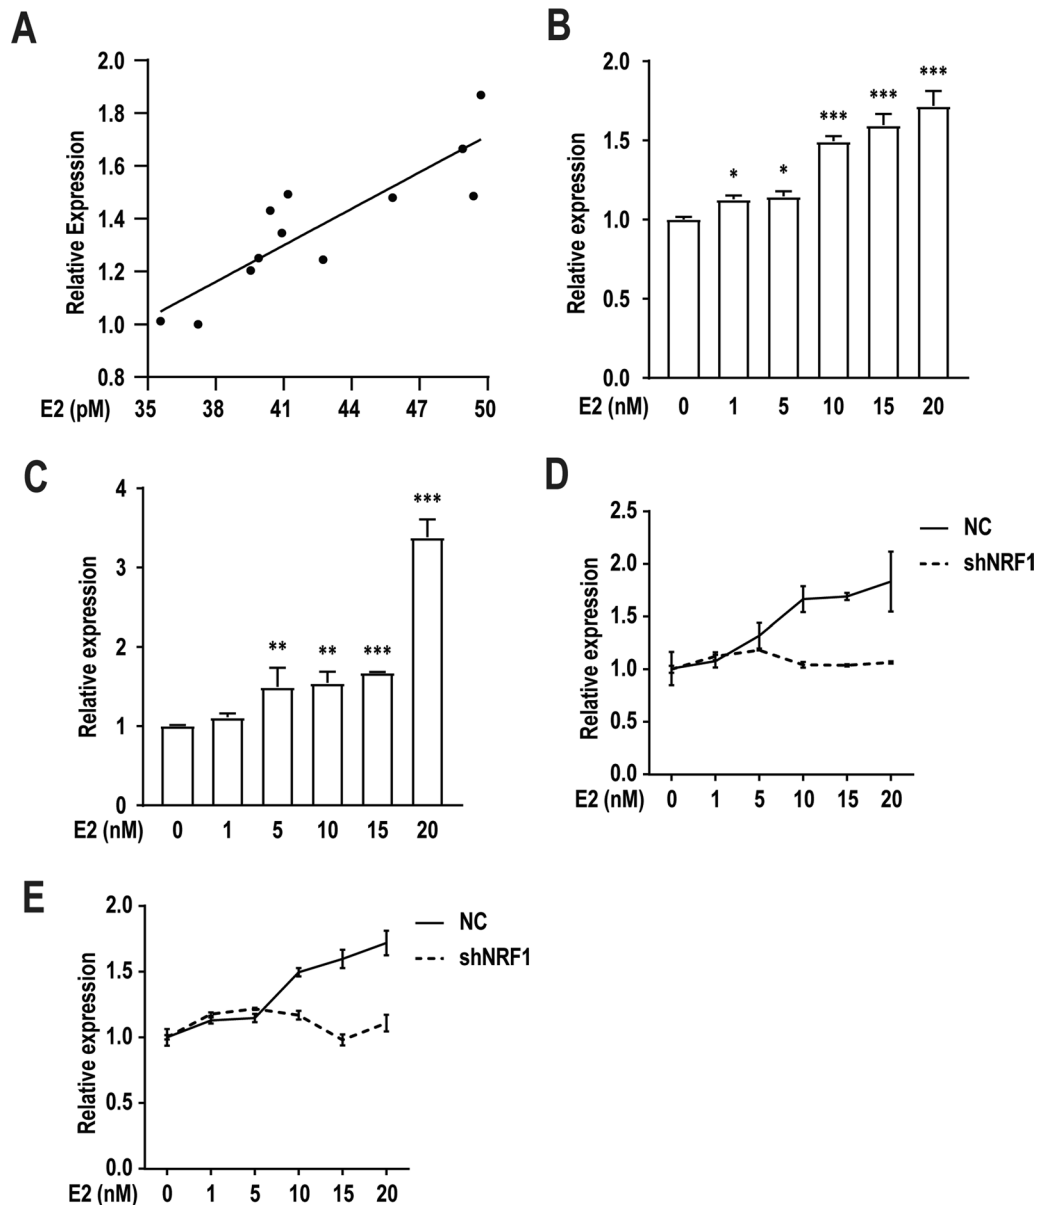 A
Relative Expression
2.0
1.8
1.6
1.4
1.2
1.0
0.8
E2 (pM) 35 38 41 44 47 50
B
Relative expression
2.0
1.5
1.0
0.5
0.0
* * *** *** ***
E2 (nM) 0 1 5 10 15 20
C
Relative expression
4
3
2
1
0
** ** *** ***
E2 (nM) 0 1 5 10 15 20
D
Relative expression
2.5
2.0
1.5
1.0
0.5
0.0
E2 (nM) 0 1 5 10 15 20
NC
shNRF1
E
Relative expression
2.0
1.5
1.0
0.5
0.0
E2 (nM) 0 1 5 10 15 20
NC
shNRF1